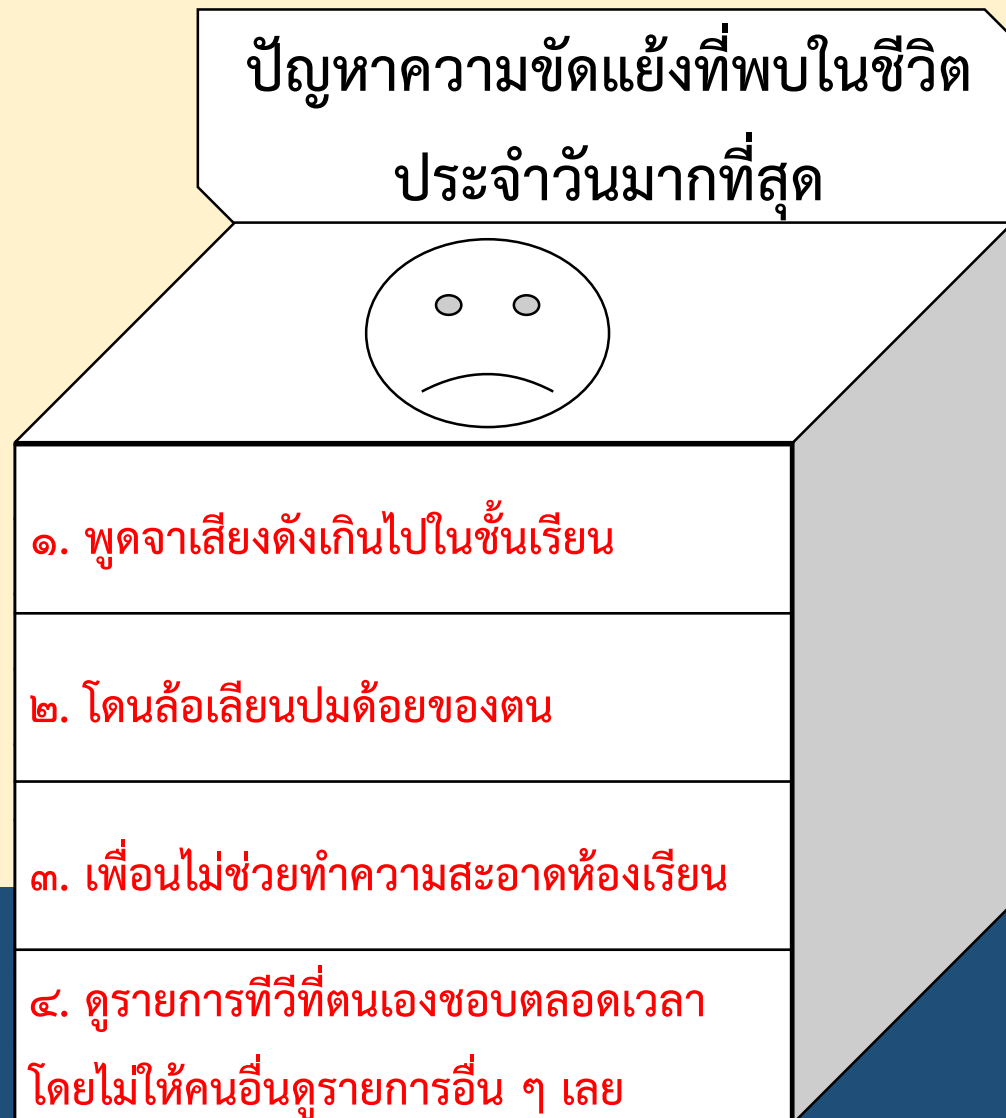 ปัญหาความขัดแย้งที่พบในชีวิต
ประจำวันมากที่สุด
๑. พูดจาเสียงดังเกินไปในชั้นเรียน
๒. โดนล้อเลียนปมด้อยของตน
๓. เพื่อนไม่ช่วยทำความสะอาดห้องเรียน
๔. ดูรายการทีวีที่ตนเองชอบตลอดเวลา
โดยไม่ให้คนอื่นดูรายการอื่น ๆ เลย